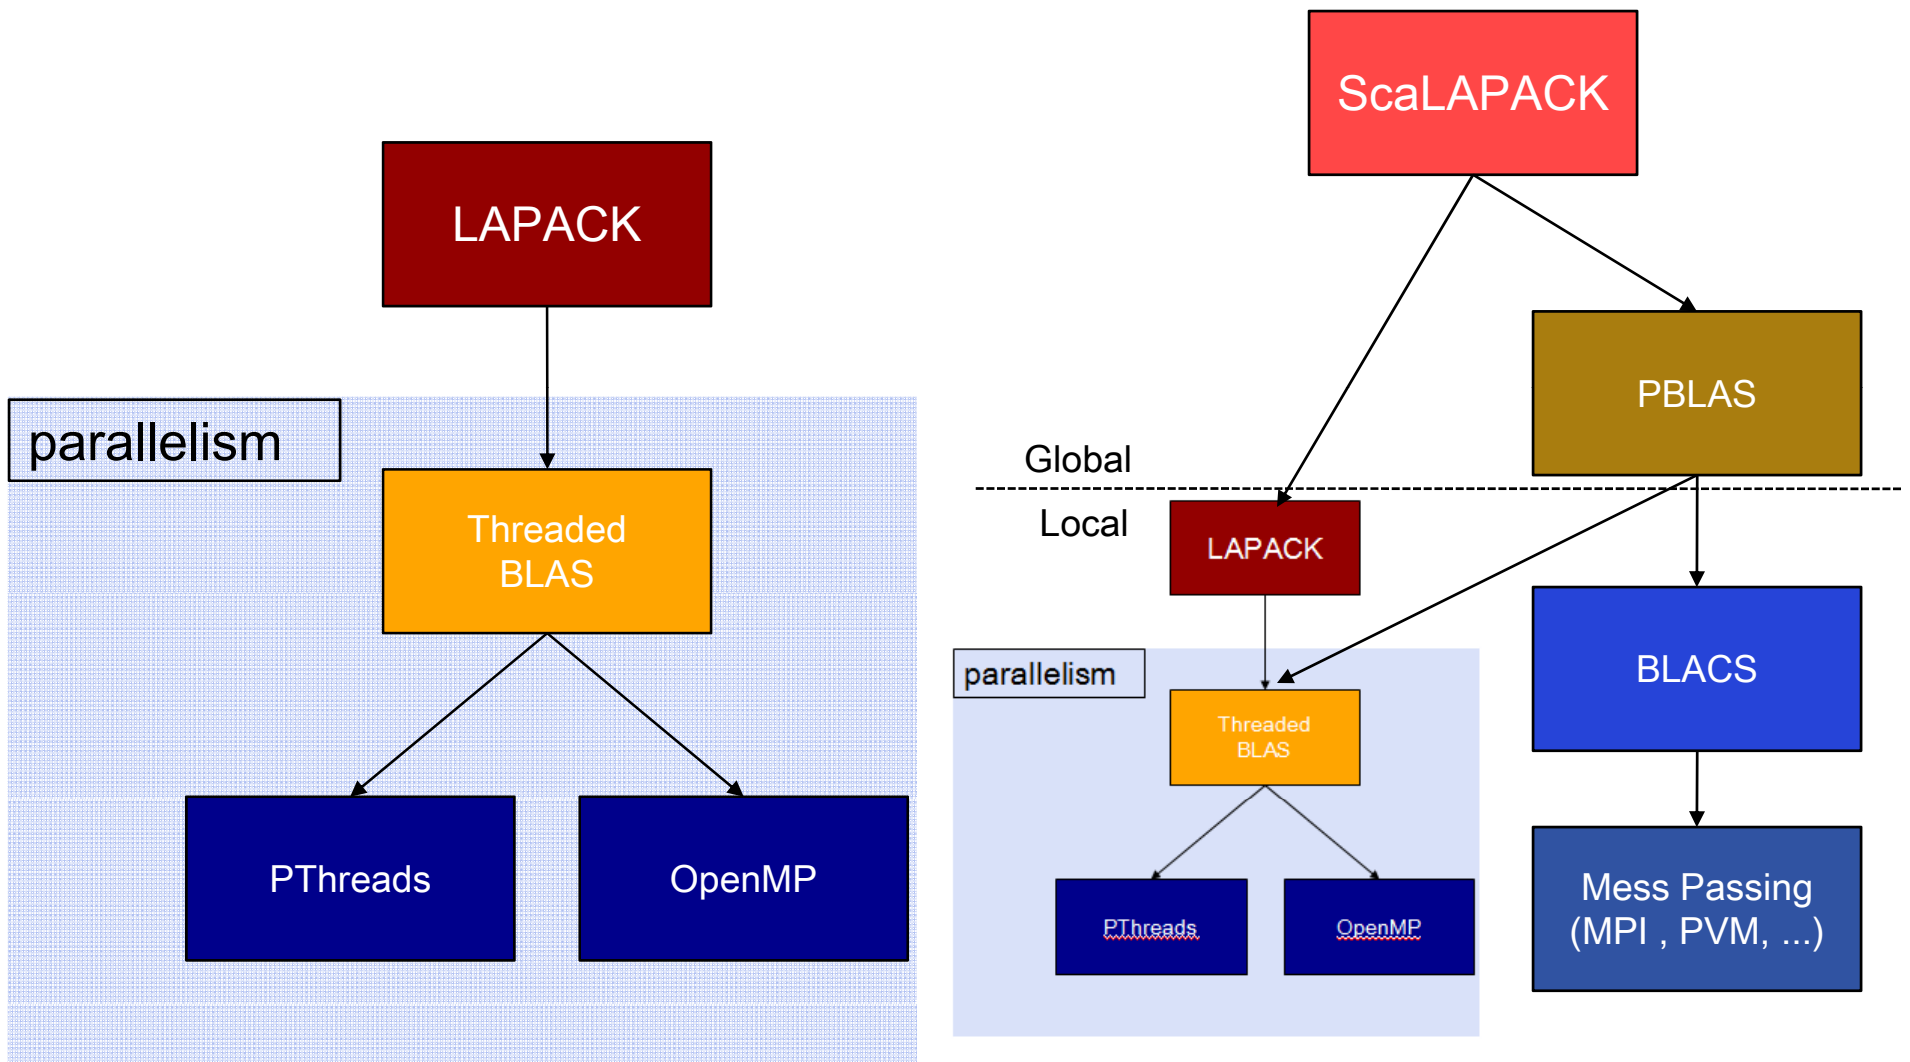 LAPACK
parallelism
Threaded
BLAS
PThreads
OpenMP
ScaLAPACK
PBLAS
Global
Local
LAPACK
parallelism
Threaded
BLAS
PThreads
OpenMP
BLACS
Mess Passing
(MPI , PVM, ...)